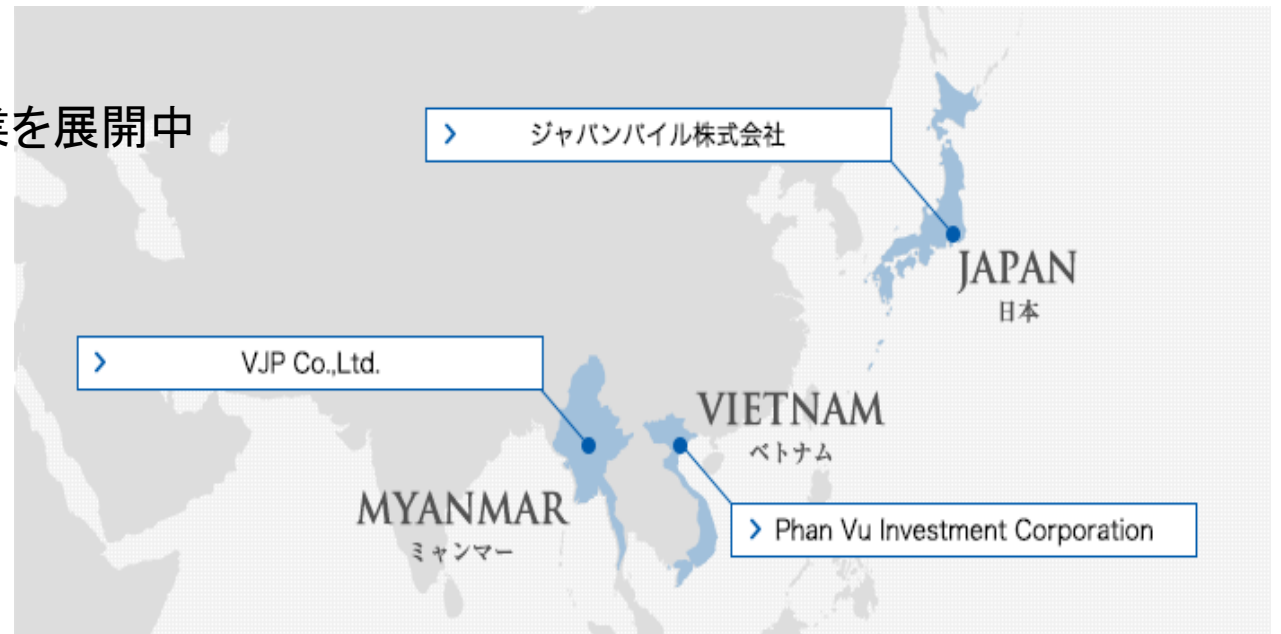 業を展開中
ジャパンパイル株式会社
JAPAN
日本
VJP Co.,Ltd.
VIETNAM
ベトナム
MYANMAR
ミャンマー
Phan Vu Investment Corporation